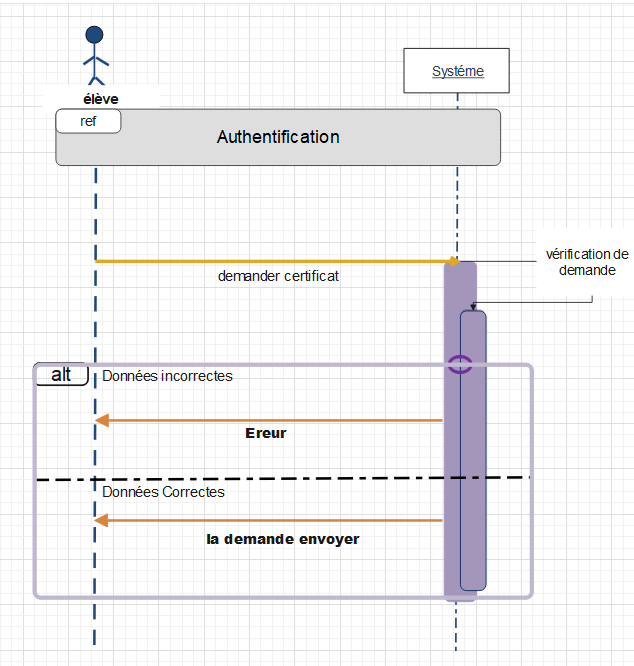 élève
Systéme
ref
Authentification
vérification de
demande
demander certificat
alt
Données incorrectes
Ereur
Données Correctes
la demande envoyer